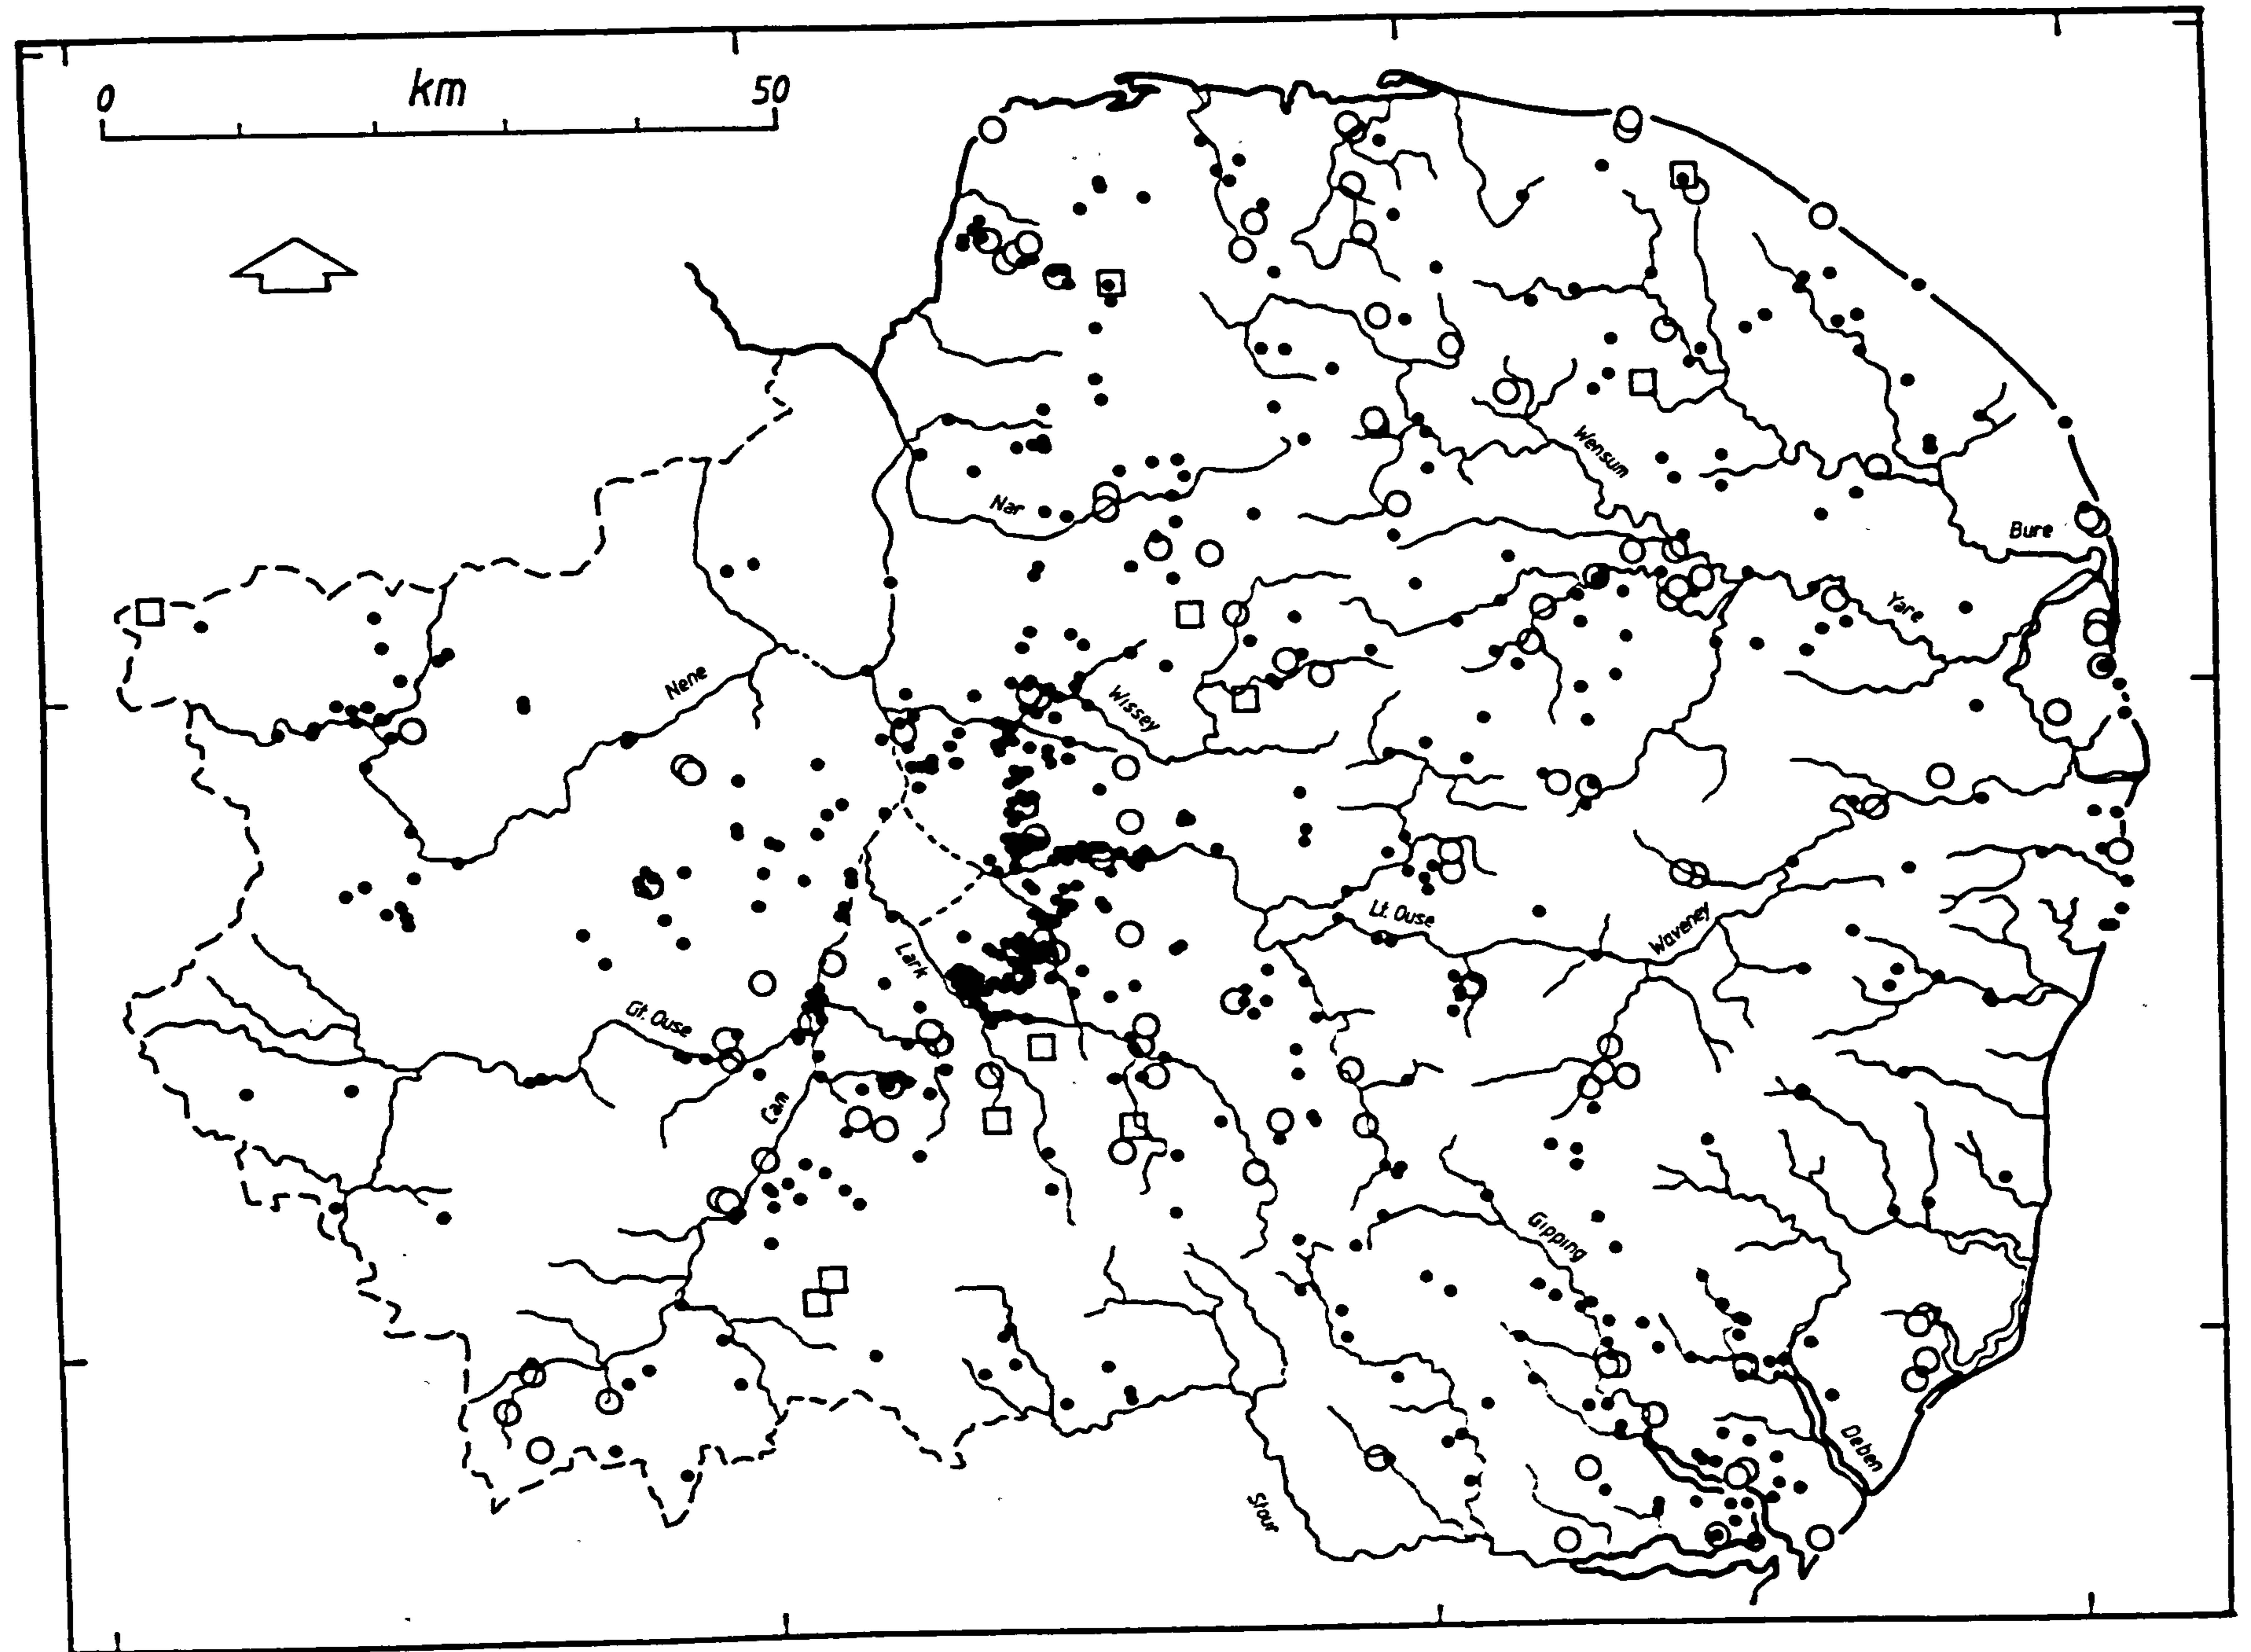 km
0 50
Wensum
Nar
Bure
Yare
Nene
Wissey
Lt. Ouse
Waveney
Lark
Gt. Ouse
Cam
Gipping
Deben
Stour